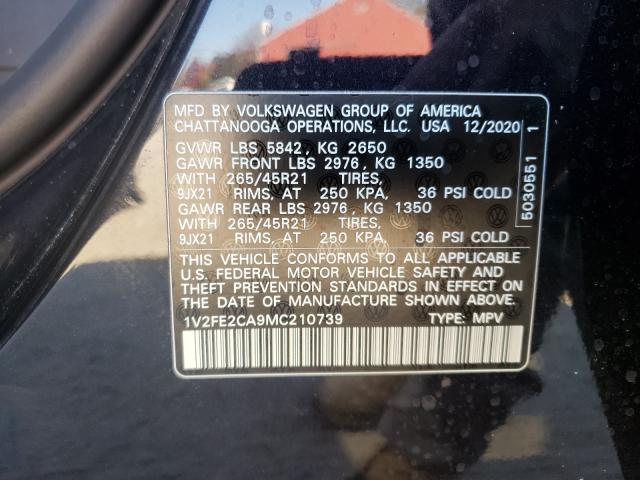 MFD BY VOLKSWAGEN GROUP OF AMERICA
CHATTANOOGA OPERATIONS, LLC. USA 12/2020
GVWR LBS 5842, KG 2650
GAWR FRONT LBS 2976, KG 1350
WITH 265/45R21 TIRES,
9JX21 RIMS, AT 250 KPA, 36 PSI COLD
GAWR REAR LBS 2976, KG 1350
WITH 265/45R21 TIRES,
9JX21 RIMS, AT 250 KPA, 36 PSI COLD
THIS VEHICLE CONFORMS TO ALL APPLICABLE
U.S. FEDERAL MOTOR VEHICLE SAFETY AND
THEFT PREVENTION STANDARDS IN EFFECT ON
THE DATE OF MANUFACTURE SHOWN ABOVE.
1V2FE2CA9MC210739 TYPE: MPV
5030551 1